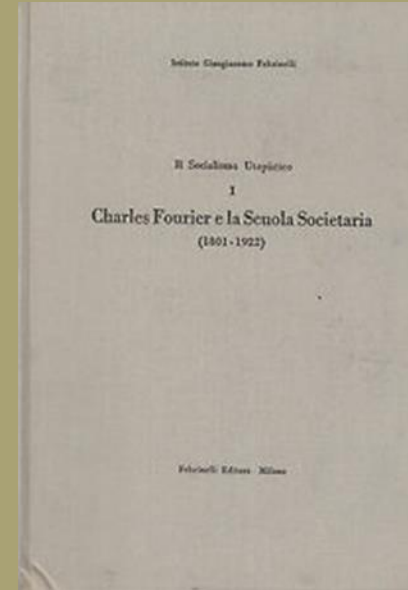 Istituto Giangiacomo Feltrinelli
Il Socialismo Utopistico
I
Charles Fourier e la Scuola Societaria
(1801-1922)
Feltrinelli Editore Milano